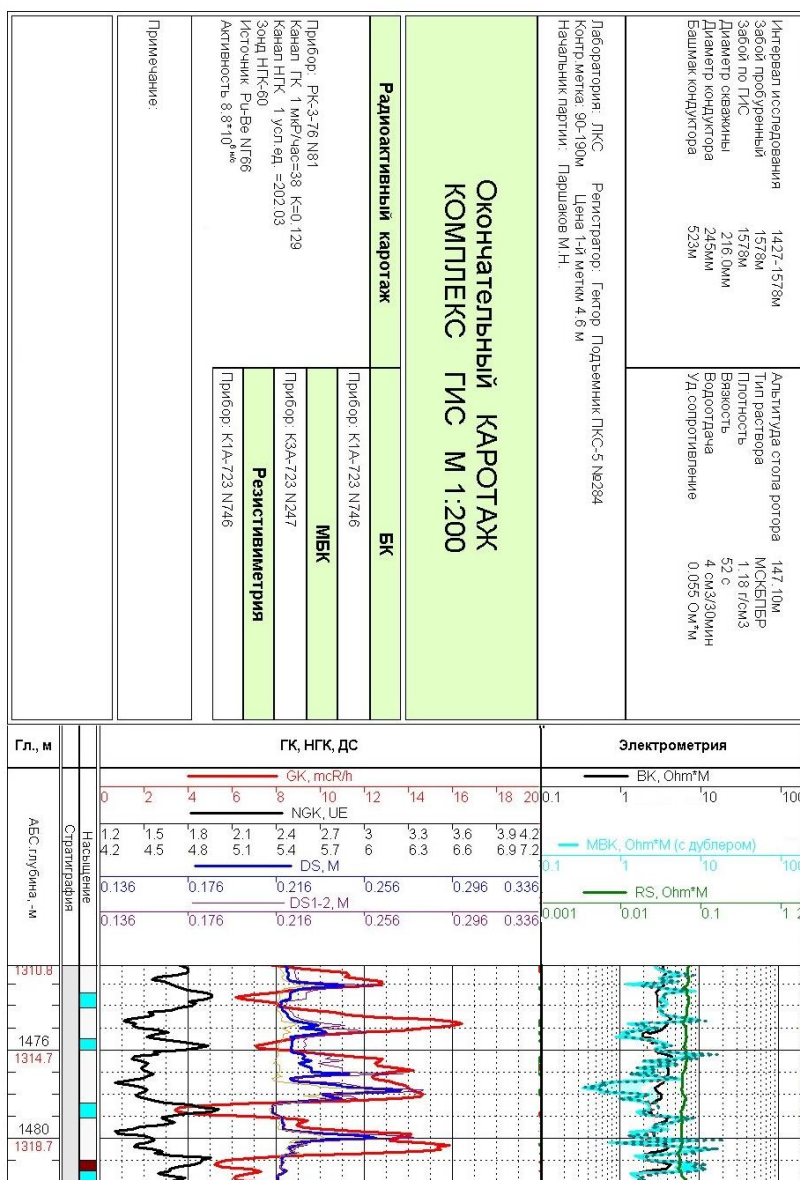 Интервал исследования 1427-1578м
Забой пробуренный 1578м
Забой по ГИС 1578м
Диаметр скважины 216.0мм
Диаметр кондуктора 245мм
Башмак кондуктора 523м
Альтитуда стола ротора 147.10м
Тип раствора МСКБПБР
Плотность 1.18 г/см3
Вязкость 52 с
Водоотдача 4 см3/30мин
Уд.сопротивление 0.055 Ом*м
Лаборатория: ЛКС Регистратор: Гектор Подъемник ПКС-5 №284
Контр.метка: 90-190м Цена 1-й метки 4.6 м
Начальник партии: Паршаков М.Н.
Окончательный КАРОТАЖ
КОМПЛЕКС ГИС М 1:200
Радиоактивный каротаж
Прибор: РК-3-76 N81
Канал ГК 1мкР/час=38 К=0.129
Канал НГК 1 усл.ед. =202.03
Зонд НГК-60
Источник Pu-Be NГ66
Активность 8.8*10
БК
Прибор: К1А-723 N746
МБК
Прибор: К3А-723 N247
Резистивиметрия
Прибор: К1А-723 N746
Примечание:
Гл., м
ГК, НГК, ДС
Электрометрия
АБС.глубина,-м
Стратиграфия
Насыщение
GK, mcR/h
0 2 4 6 8 10 12 14 16 18 20
NGK, UE
1.2 1.5 1.8 2.1 2.4 2.7 3 3.3 3.6 3.9 4.2
4.2 4.5 4.8 5.1 5.4 5.7 6 6.3 6.6 6.9 7.2
DS, M
0.136 0.176 0.216 0.256 0.296 0.336
DS1-2, M
0.136 0.176 0.216 0.256 0.296 0.336
BK, Ohm*M
0.1 1 10 100
MBK, Ohm*M (с дублером)
0.1 1 10 100
RS, Ohm*M
0.001 0.01 0.1 1
1310.8
1476
1314.7
1480
1318.7